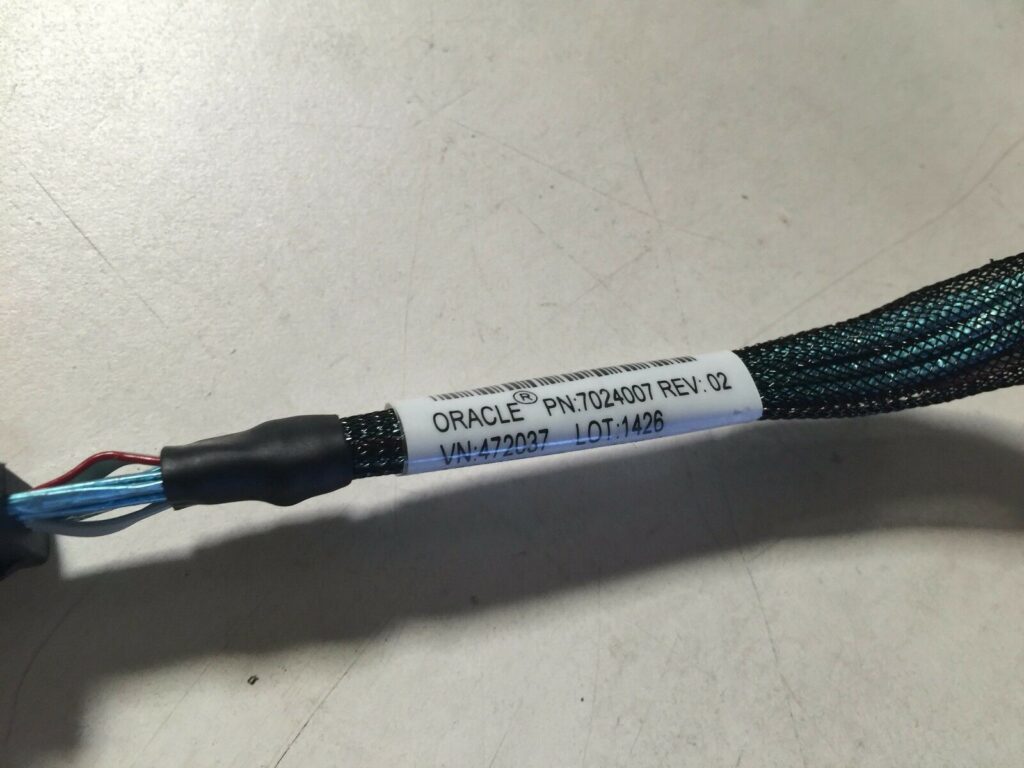 ORACLE® PN:7024007 REV: 02
VN:472037 LOT:1426